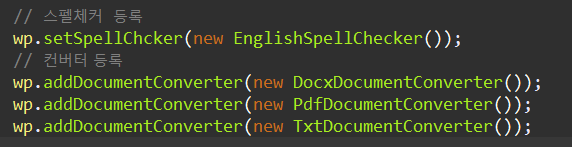 // 스펠체커 등록
wp.setSpellChcker(new EnglishSpellChecker());
// 컨버터 등록
wp.addDocumentConverter(new DocxDocumentConverter());
wp.addDocumentConverter(new PdfDocumentConverter());
wp.addDocumentConverter(new TxtDocumentConverter());